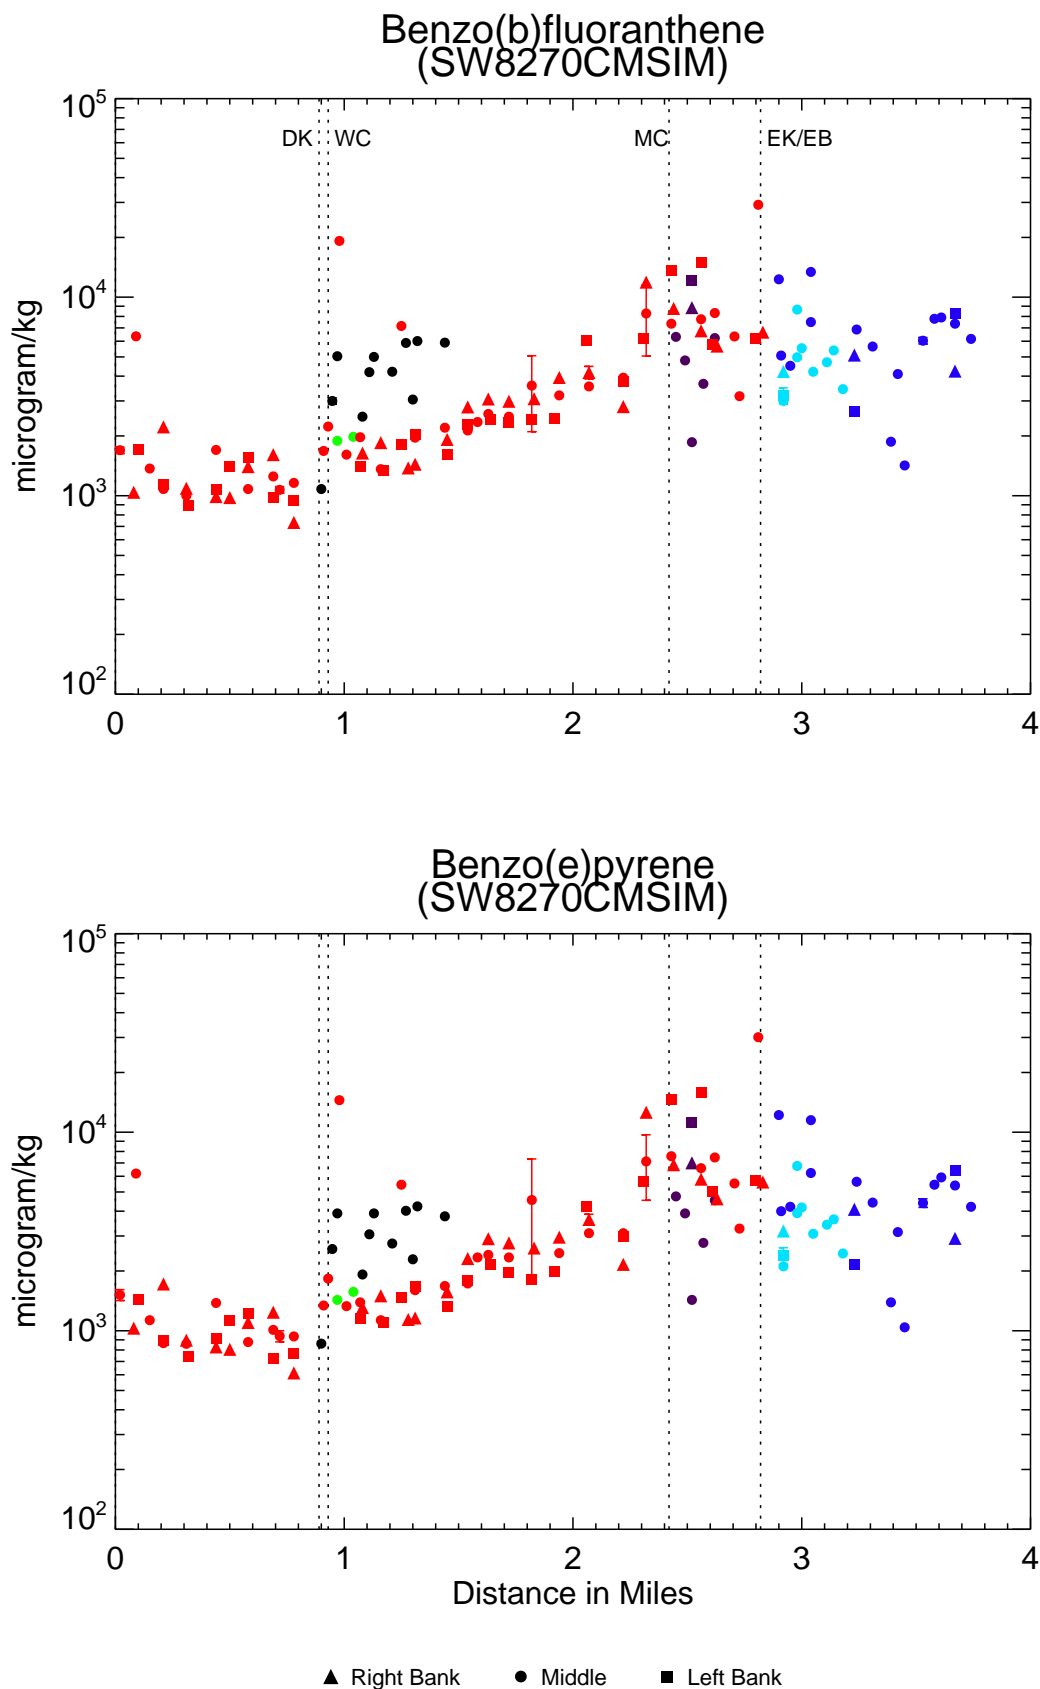 Benzo(b)fluoranthene
(SW8270CMSIM)
10^5
DK WC MC EK/EB
10^4
microgram/kg
10^3
10^2
0 1 2 3 4
Benzo(e)pyrene
(SW8270CMSIM)
10^5
10^4
microgram/kg
10^3
10^2
0 1 2 3 4
Distance in Miles
Right Bank Middle Left Bank